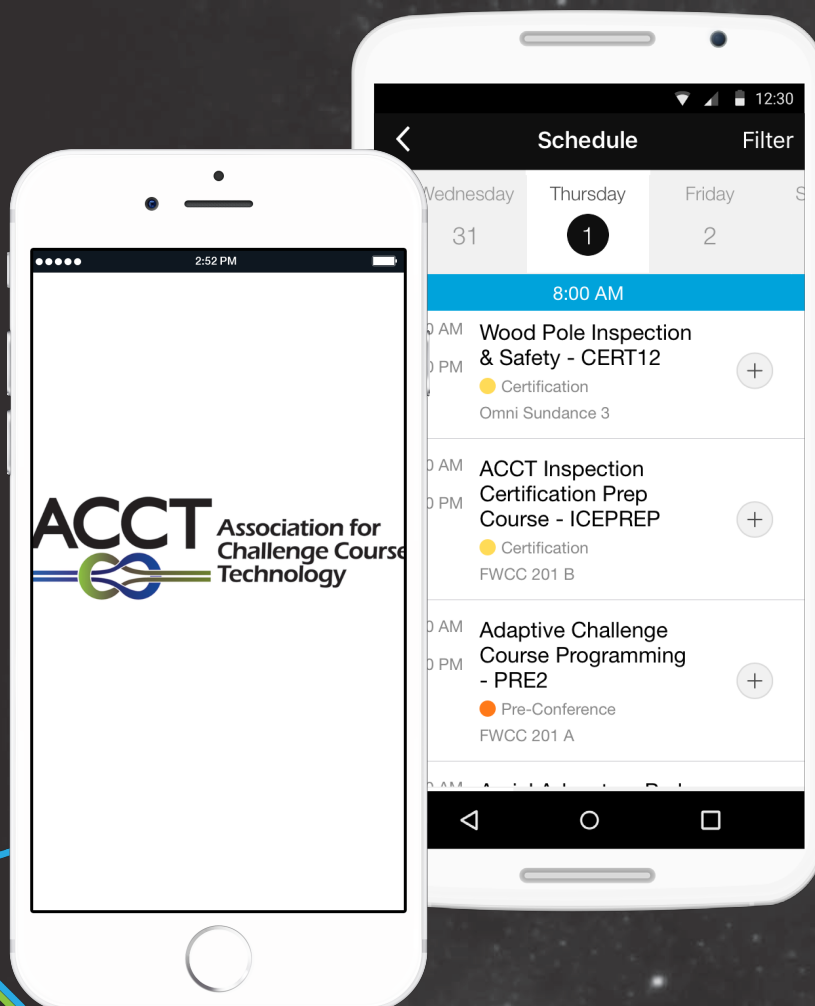 2:52 PM
ACCT
Association for
Challenge Course
Technology
12:30
Schedule
Filter
Wednesday
Thursday
Friday
31
1
2
8:00 AM
AM
PM
Wood Pole Inspection
& Safety - CERT12
Certification
Omni Sundance 3
AM
PM
ACCT Inspection
Certification Prep
Course - ICEPREP
Certification
FWCC 201 B
AM
PM
Adaptive Challenge
Course Programming
- PRE2
Pre-Conference
FWCC 201 A